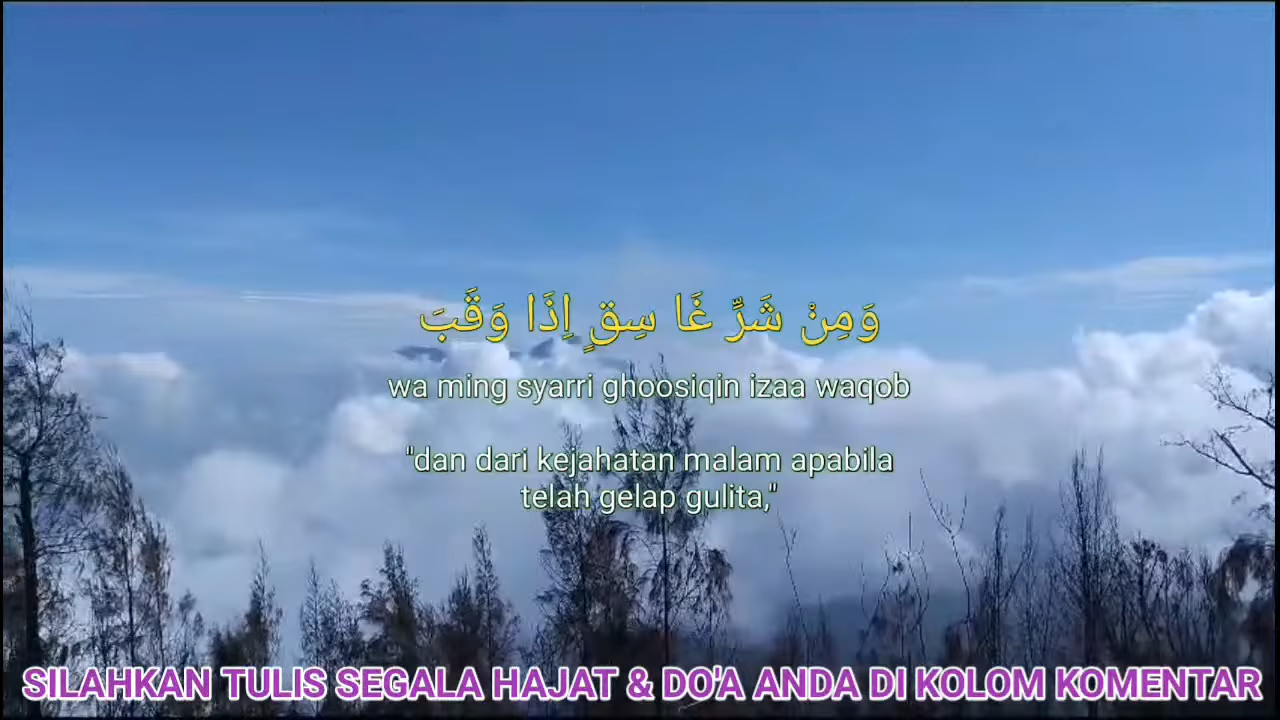 وَمِنْ شَرِّ غَا سِقٍ اِذَا وَقَبَ
wa ming syarri ghoosiqin izaa waqob
"dan dari kejahatan malam apabila
telah gelap gulita,"
SILAHKAN TULIS SEGALA HAJAT & DO'A ANDA DI KOLOM KOMENTAR